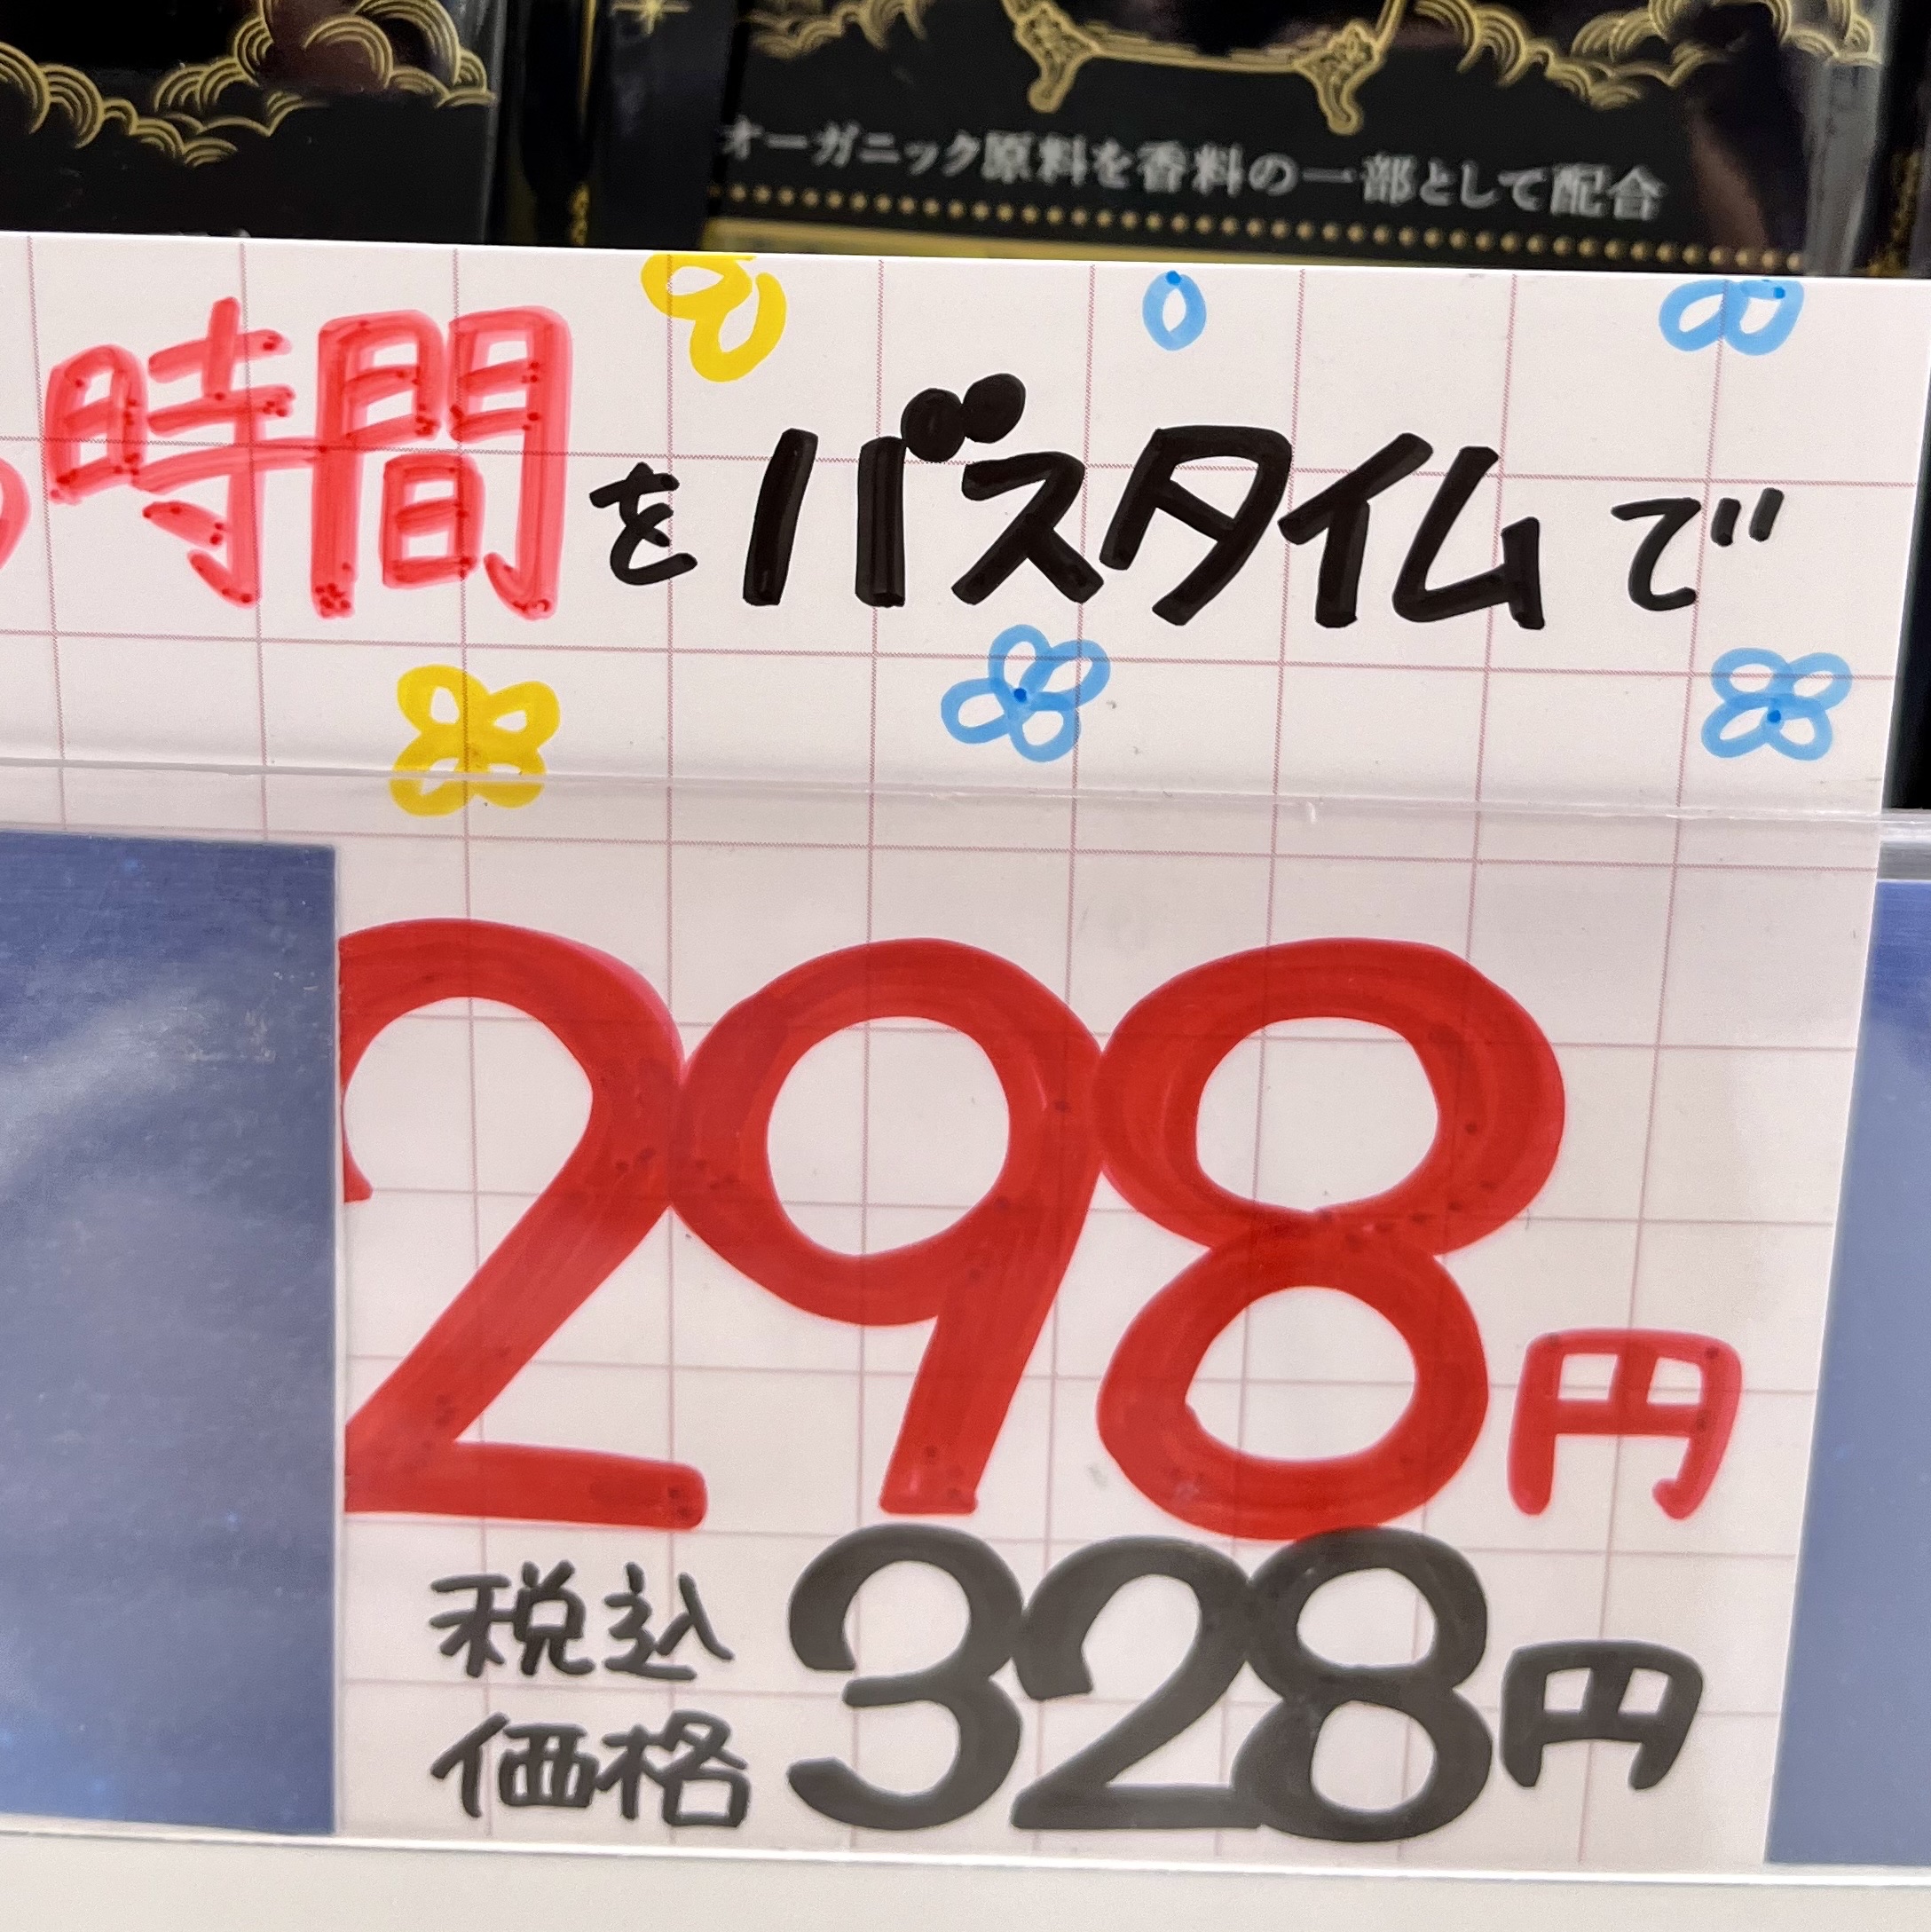 オーガニック原料を香料の一部として配合
時間をバスタイムで
298円
税込
価格 328円